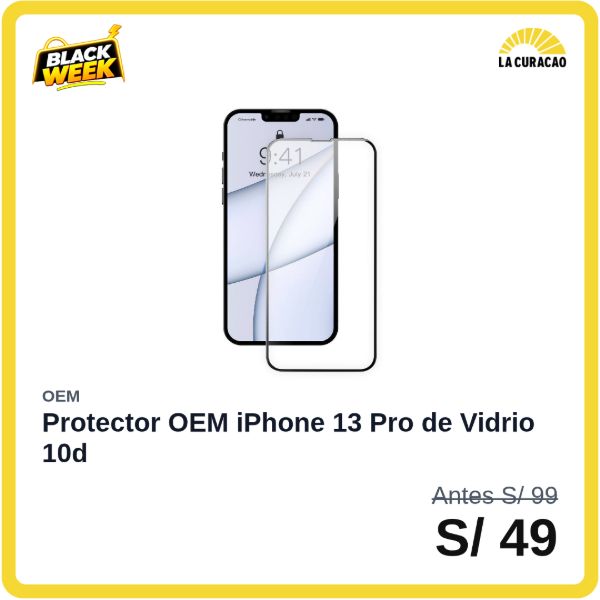 BLACK
WEEK
LA CURACAO
9:41
Wednesday, July 21
OEM
Protector OEM iPhone 13 Pro de Vidrio
10d
Antes S/ 99
S/ 49